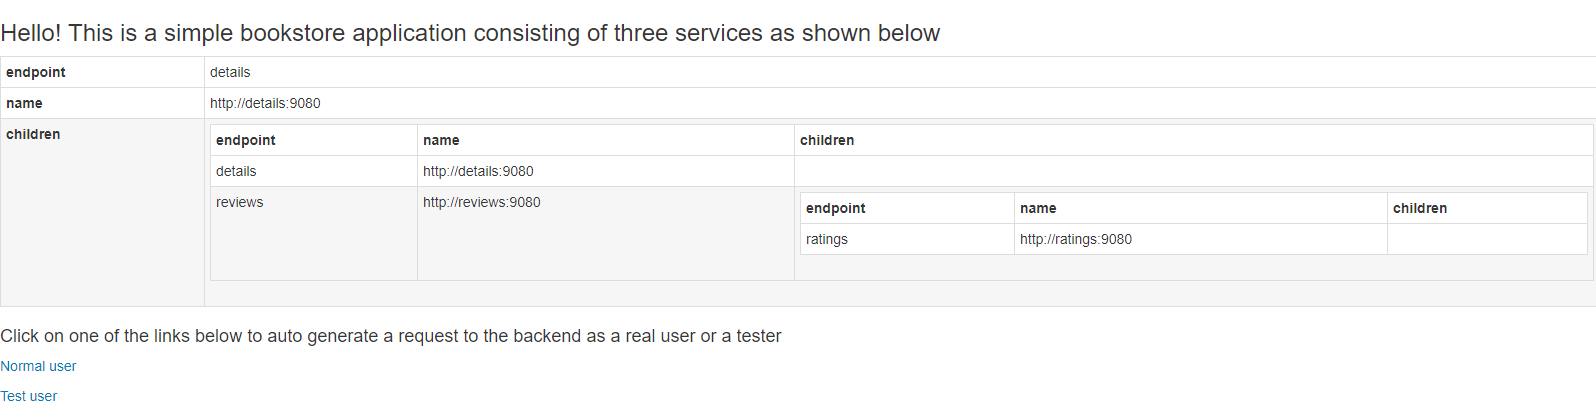 Hello! This is a simple bookstore application consisting of three services as shown below
endpoint details
name http://details:9080
children
endpoint name children
details http://details:9080
reviews http://reviews:9080
endpoint name children
ratings http://ratings:9080
Click on one of the links below to auto generate a request to the backend as a real user or a tester
Normal user
Test user